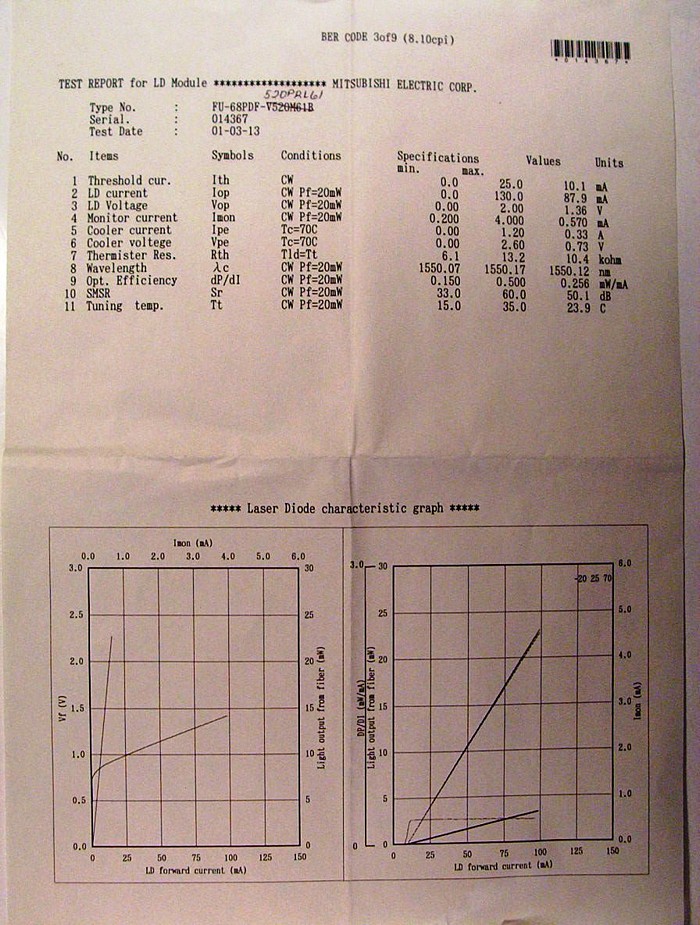 BER CODE 3of9 (8.10cpi)
*014367*
TEST REPORT for LD Module ******************* MITSUBISHI ELECTRIC CORP.
520PRL61
Type No. : FU-68PDF-V520M61B
Serial. : 014367
Test Date : 01-03-13
No. Items Symbols Conditions Specifications Values Units
min. max.
1 Threshold cur. Ith CW 0.0 25.0 10.1 mA
2 LD current Iop CW Pf=20mW 0.0 130.0 87.9 mA
3 LD Voltage Vop CW Pf=20mW 0.00 2.00 1.36 V
4 Monitor current Imon CW Pf=20mW 0.200 4.000 0.570 mA
5 Cooler current Ipe Tc=70C 0.00 1.20 0.33 A
6 Cooler voltege Vpe Tc=70C 0.00 2.60 0.73 V
7 Thermister Res. Rth Tld=Tt 6.1 13.2 10.4 kohm
8 Wavelength λc CW Pf=20mW 1550.07 1550.17 1550.12 nm
9 Opt. Efficiency dP/dI CW Pf=20mW 0.150 0.500 0.256 mW/mA
10 SMSR Sr CW Pf=20mW 33.0 60.0 50.1 dB
11 Tuning temp. Tt CW Pf=20mW 15.0 35.0 23.9 C
***** Laser Diode characteristic graph *****
Imon (mA)
0.0 1.0 2.0 3.0 4.0 5.0 6.0
3.0
2.5
2.0
1.5
1.0
0.5
0.0
Vf (V)
30
25
20
15
10
5
0
Light output from fiber (mW)
0 25 50 75 100 125 150
LD forward current (mA)
3.0
0
DP/DI (mW/mA)
Light output from fiber (mW)
30
25
20
15
10
5
0
-20 25 70
6.0
5.0
4.0
3.0
2.0
1.0
0.0
Imon (mA)
0 25 50 75 100 125 150
LD forward current (mA)